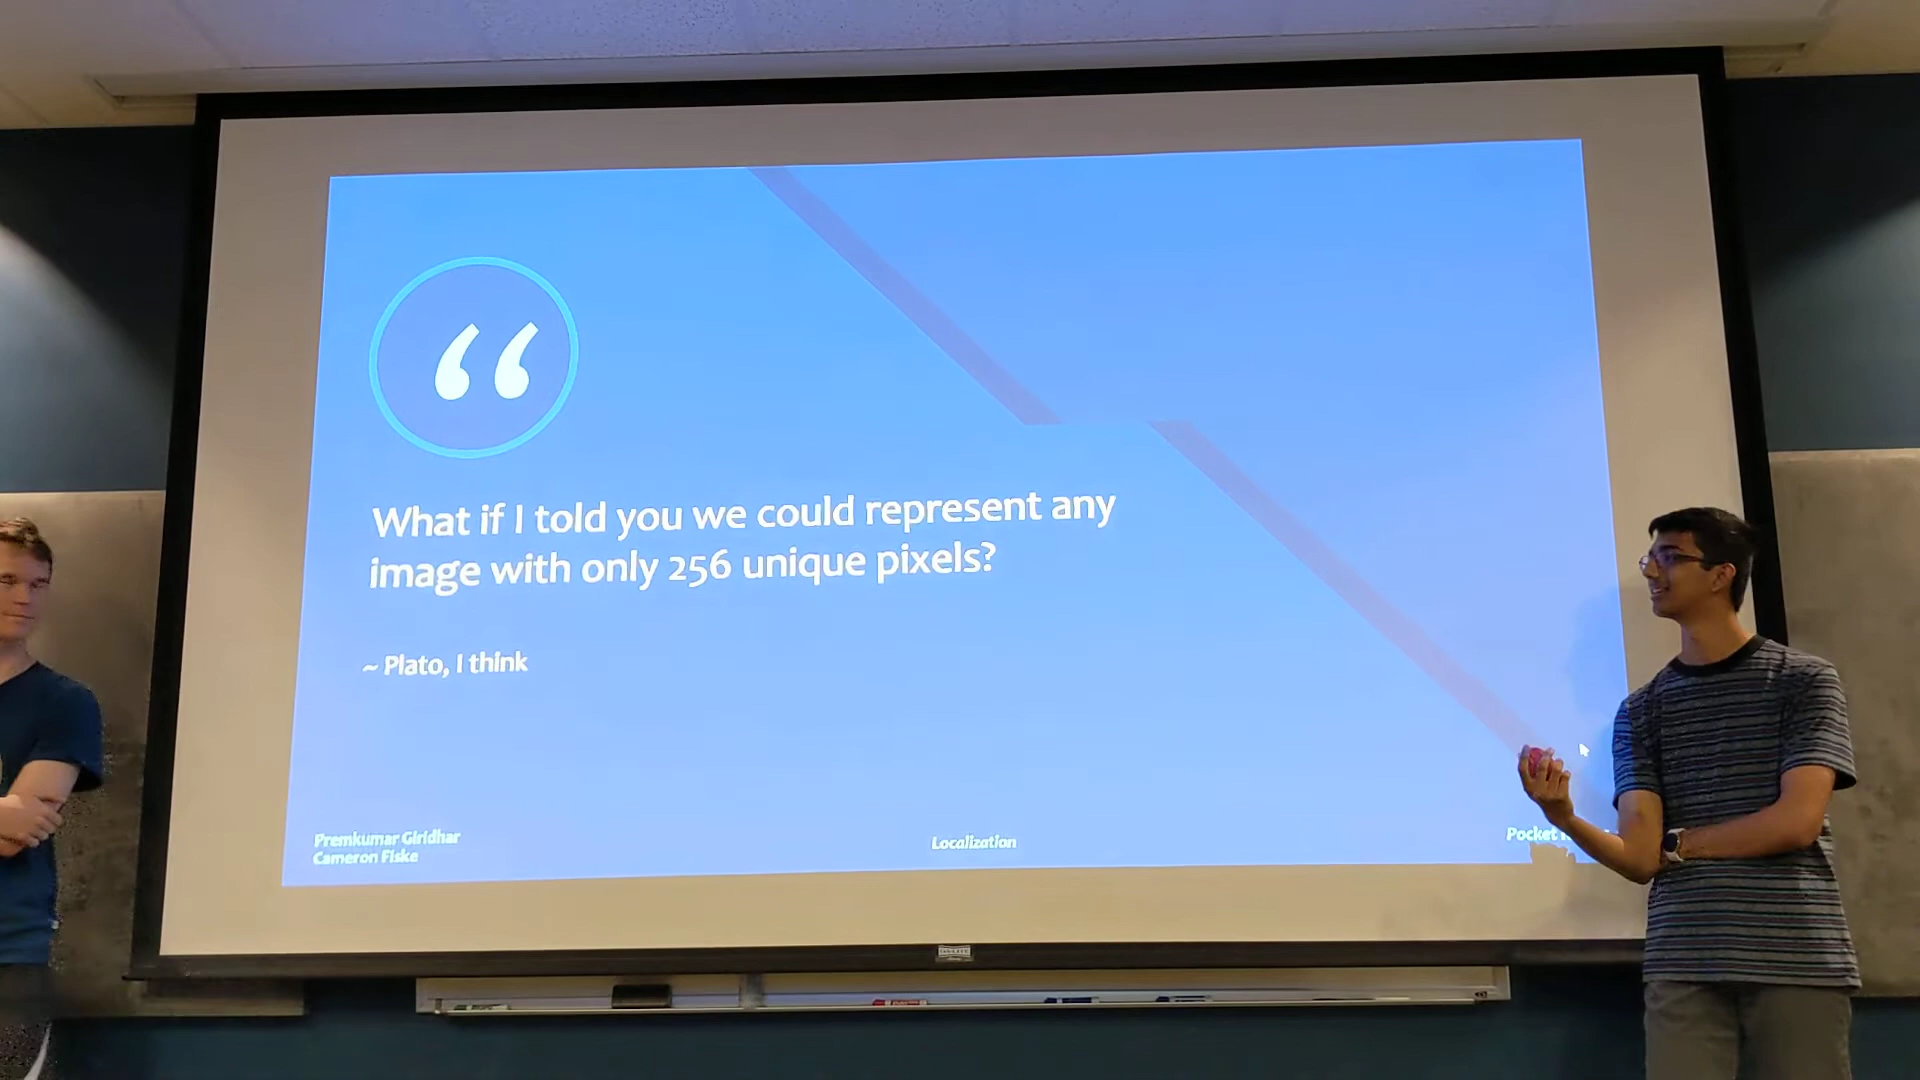 “
What if I told you we could represent any
image with only 256 unique pixels?
~ Plato, I think
Premkumar Giridhar
Cameron Fiske
Localization
Pocket